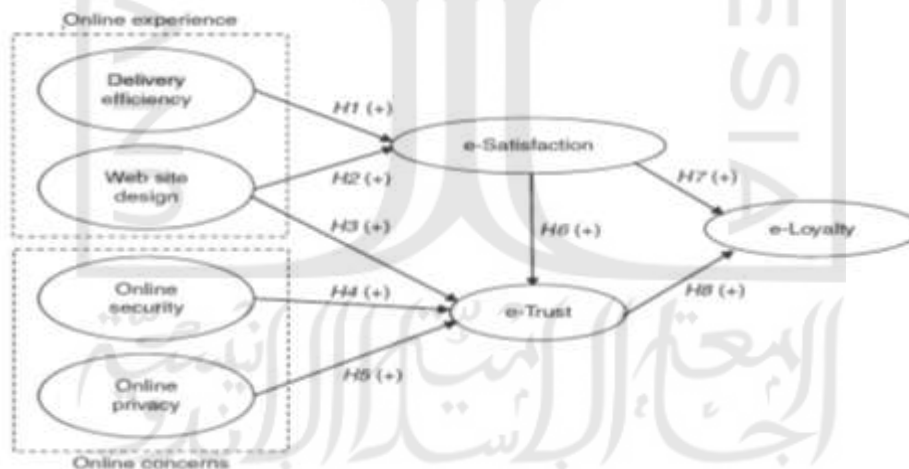 Online experience
Delivery
efficiency
H1 (+)
e-Satisfaction
Web site
design
H2 (+)
H7 (+)
H3 (+)
H6 (+)
e-Loyalty
Online
security
H4 (+)
e-Trust
H8 (+)
Online
privacy
H5 (+)
Online concerns
ESIA